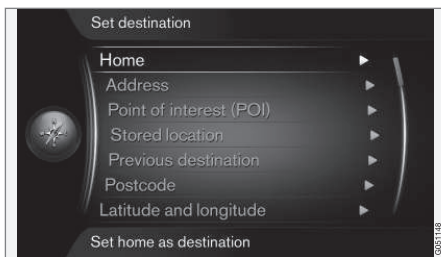 Set destination
Home
Address
Point of interest (POI)
Stored location
Previous destination
Postcode
Latitude and longitude
Set home as destination
G051148